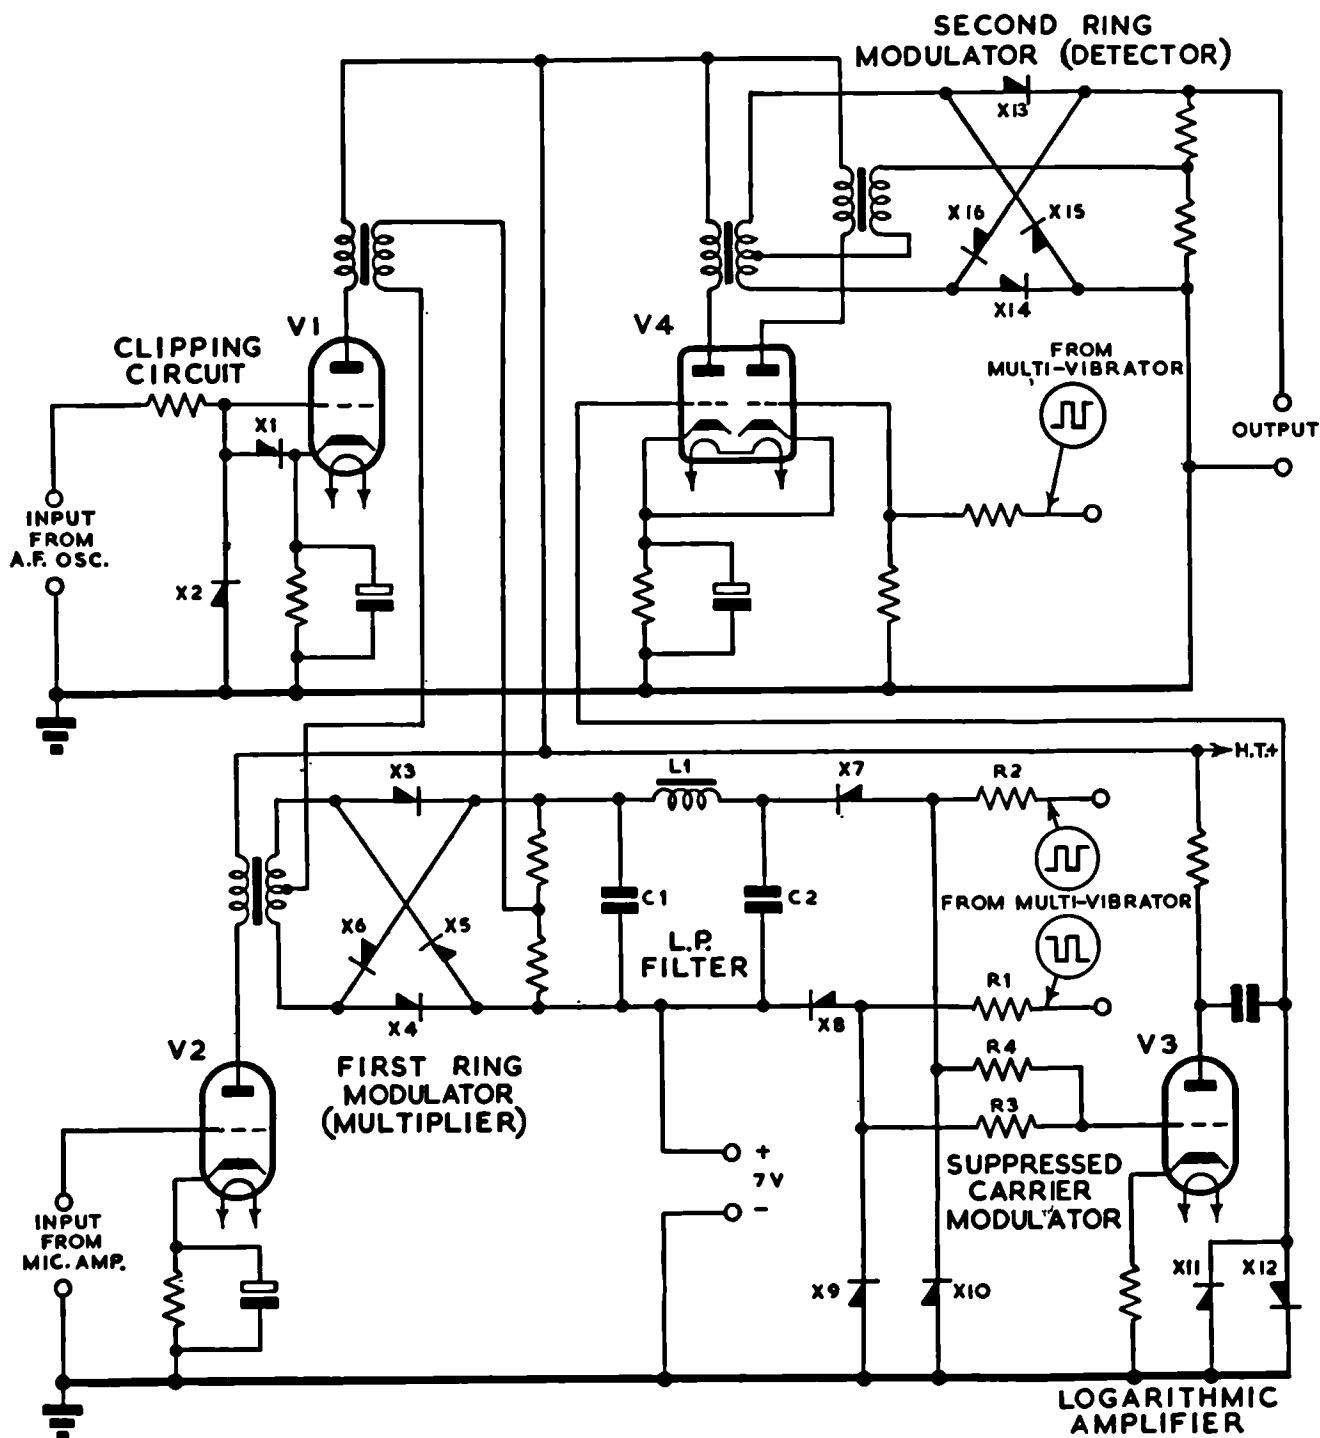 SECOND RING
MODULATOR (DETECTOR)
X13
X16
X15
X14
V1
V4
CLIPPING
CIRCUIT
FROM
MULTI-VIBRATOR
X1
OUTPUT
INPUT
FROM
A.F. OSC.
X2
H.T.+
X3
L1
X7
R2
C1
C2
FROM MULTI-VIBRATOR
X6
X5
L.P.
FILTER
R1
X4
X8
V2
V3
R4
FIRST RING
MODULATOR
(MULTIPLIER)
R3
+
7V
-
SUPPRESSED
CARRIER
MODULATOR
INPUT
FROM
MIC. AMP.
X9
X10
X11
X12
LOGARITHMIC
AMPLIFIER